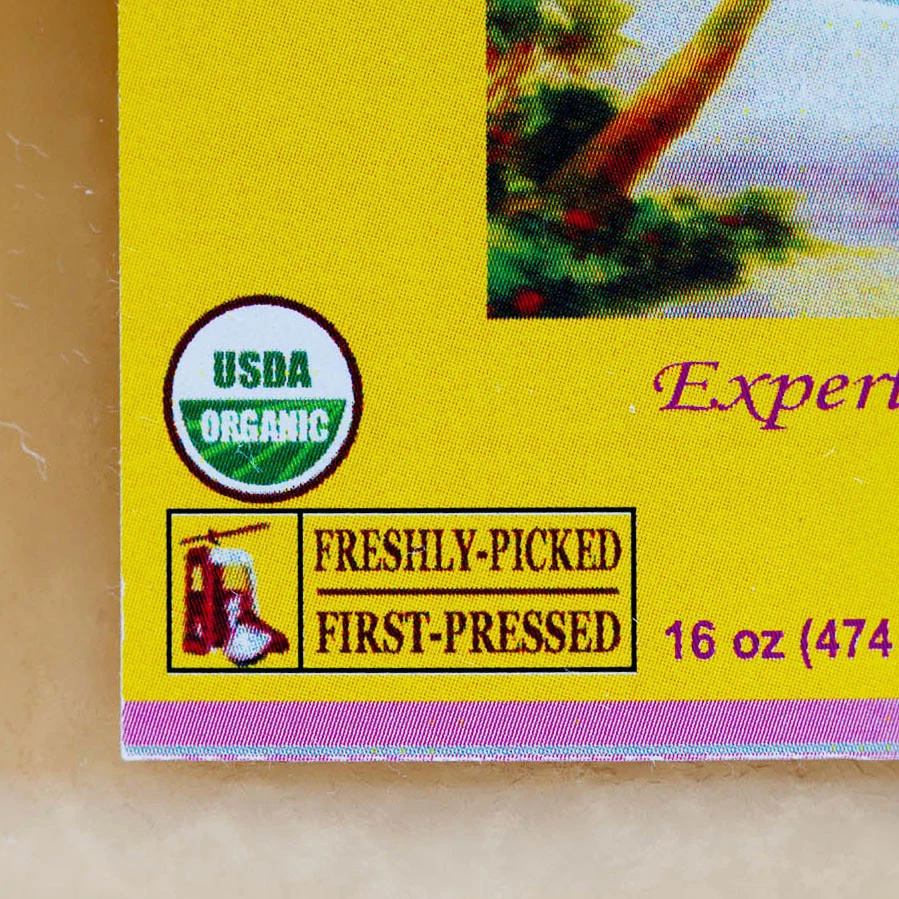 USDA
ORGANIC
Expert
FRESHLY-PICKED
FIRST-PRESSED
16 oz (474